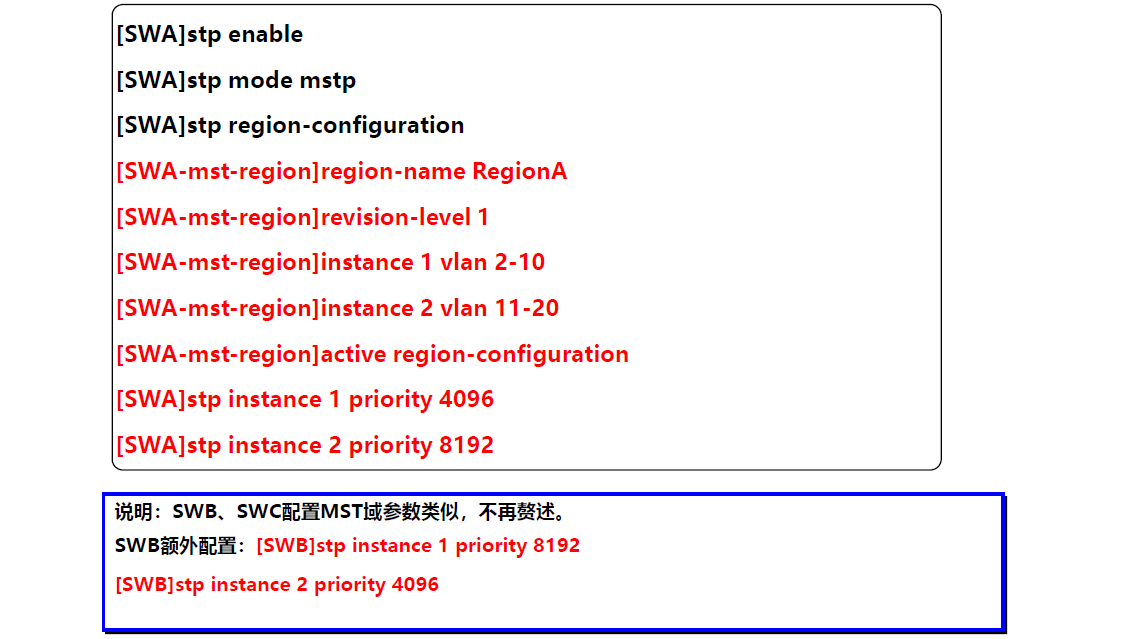 [SWA]stp enable
[SWA]stp mode mstp
[SWA]stp region-configuration
[SWA-mst-region]region-name RegionA
[SWA-mst-region]revision-level 1
[SWA-mst-region]instance 1 vlan 2-10
[SWA-mst-region]instance 2 vlan 11-20
[SWA-mst-region]active region-configuration
[SWA]stp instance 1 priority 4096
[SWA]stp instance 2 priority 8192
说明：SWB、SWC配置MST域参数类似，不再赘述。
SWB额外配置：[SWB]stp instance 1 priority 8192
[SWB]stp instance 2 priority 4096